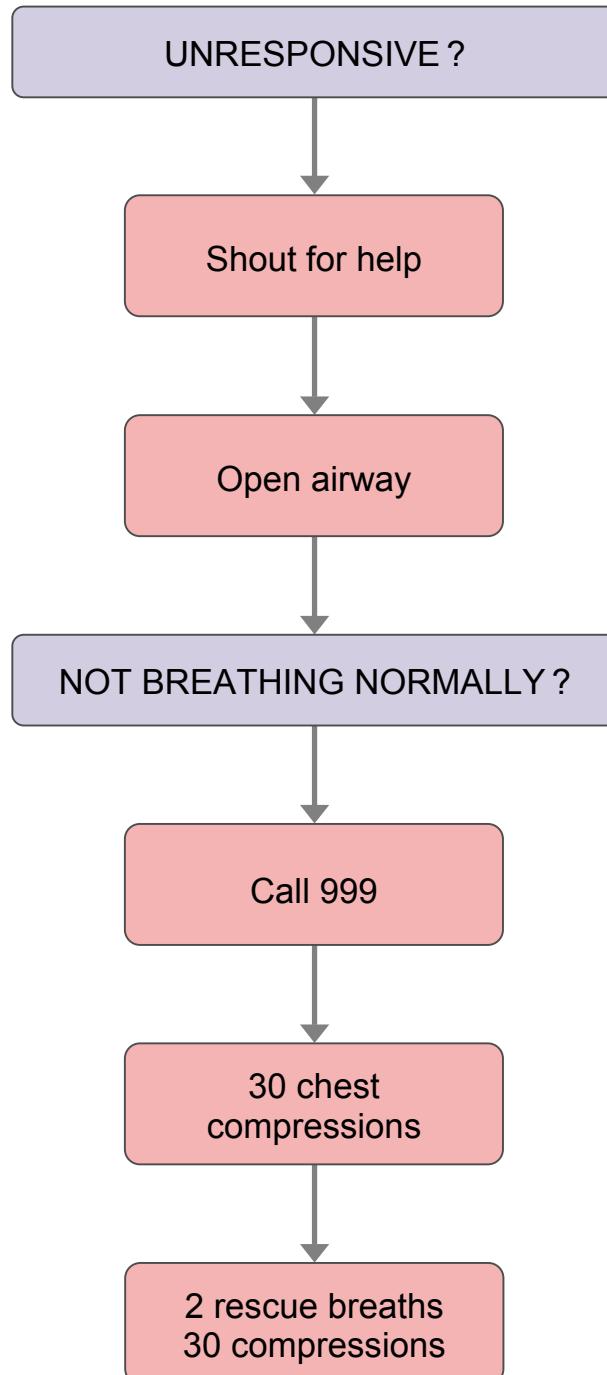 UNRESPONSIVE ?
Shout for help
Open airway
NOT BREATHING NORMALLY ?
Call 999
30 chest
compressions
2 rescue breaths
30 compressions